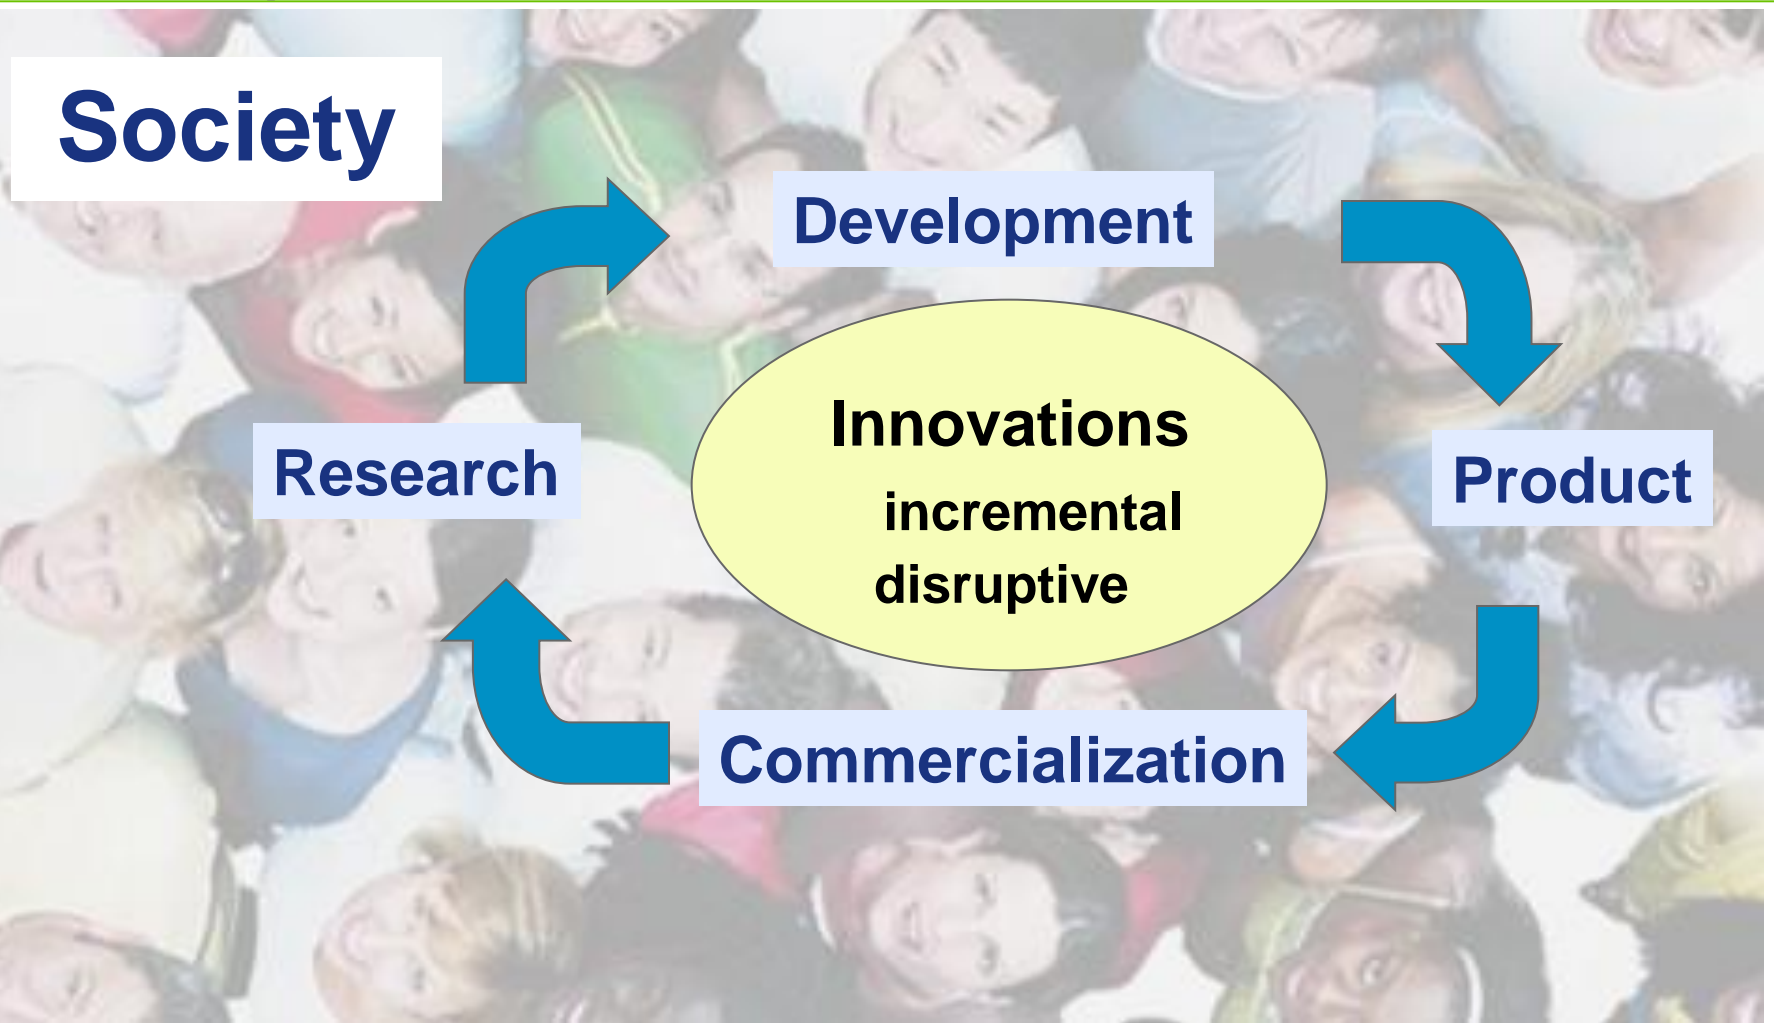 Society
Development
Innovations
incremental
disruptive
Research
Product
Commercialization